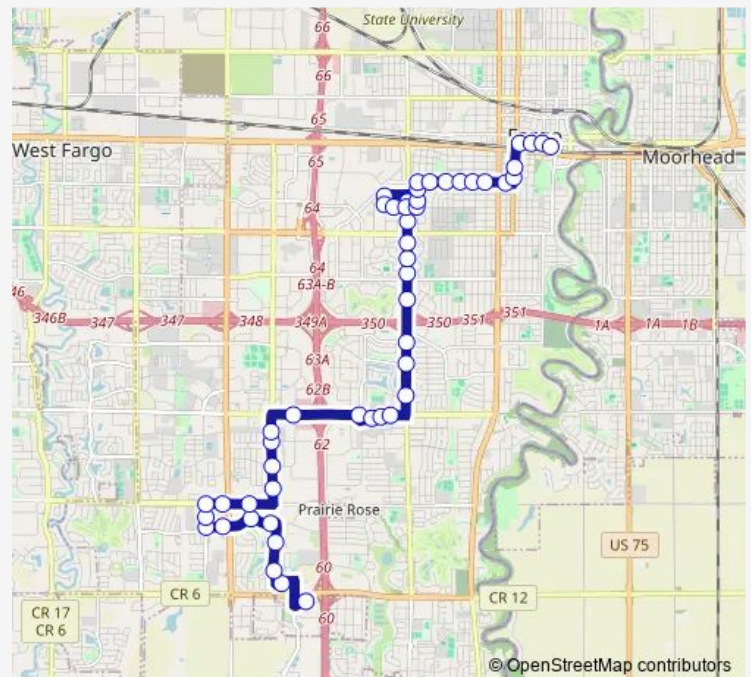 State University
66
66
65
West Fargo
Moorhead
65
64
64
63A-B
46
346B
347
347
348
349A
350
350
351
351
1A
1A
1B
63A
62B
62
Prairie Rose
US 75
60
CR 6
CR 12
CR 17
CR 6
60
© OpenStreetMap contributors